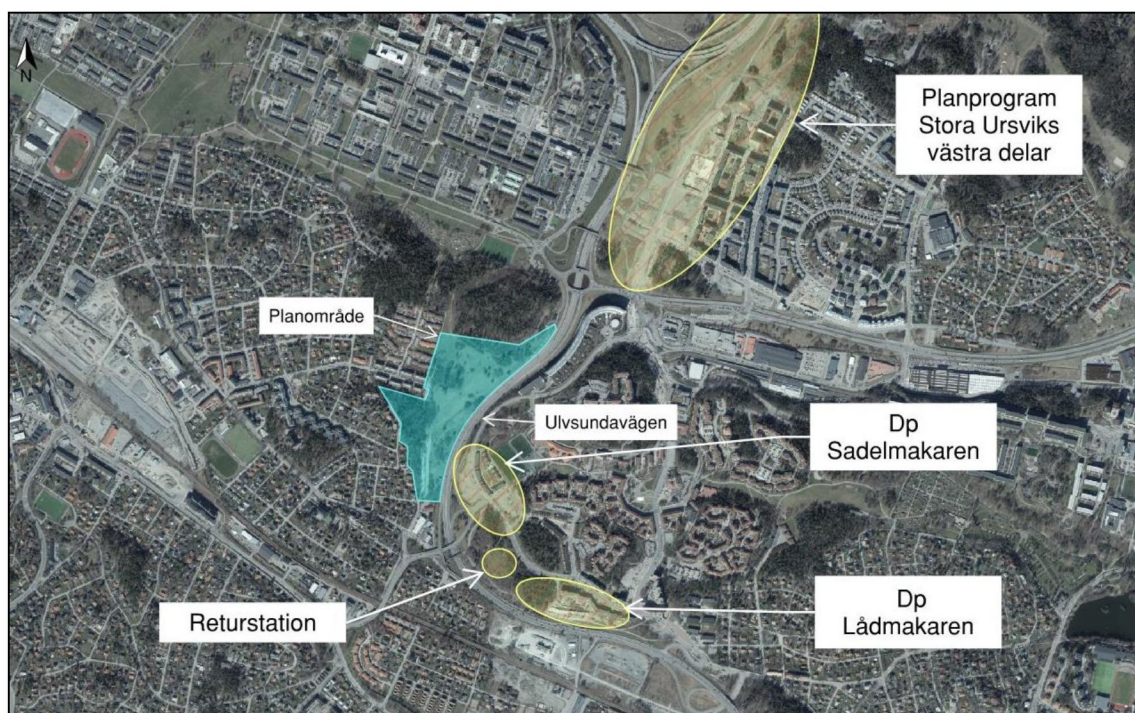 N
Planprogram
Stora Ursviks
västra delar
Planområde
Ulvsundavägen
Dp
Sadelmakaren
Returstation
Dp
Lådmakaren